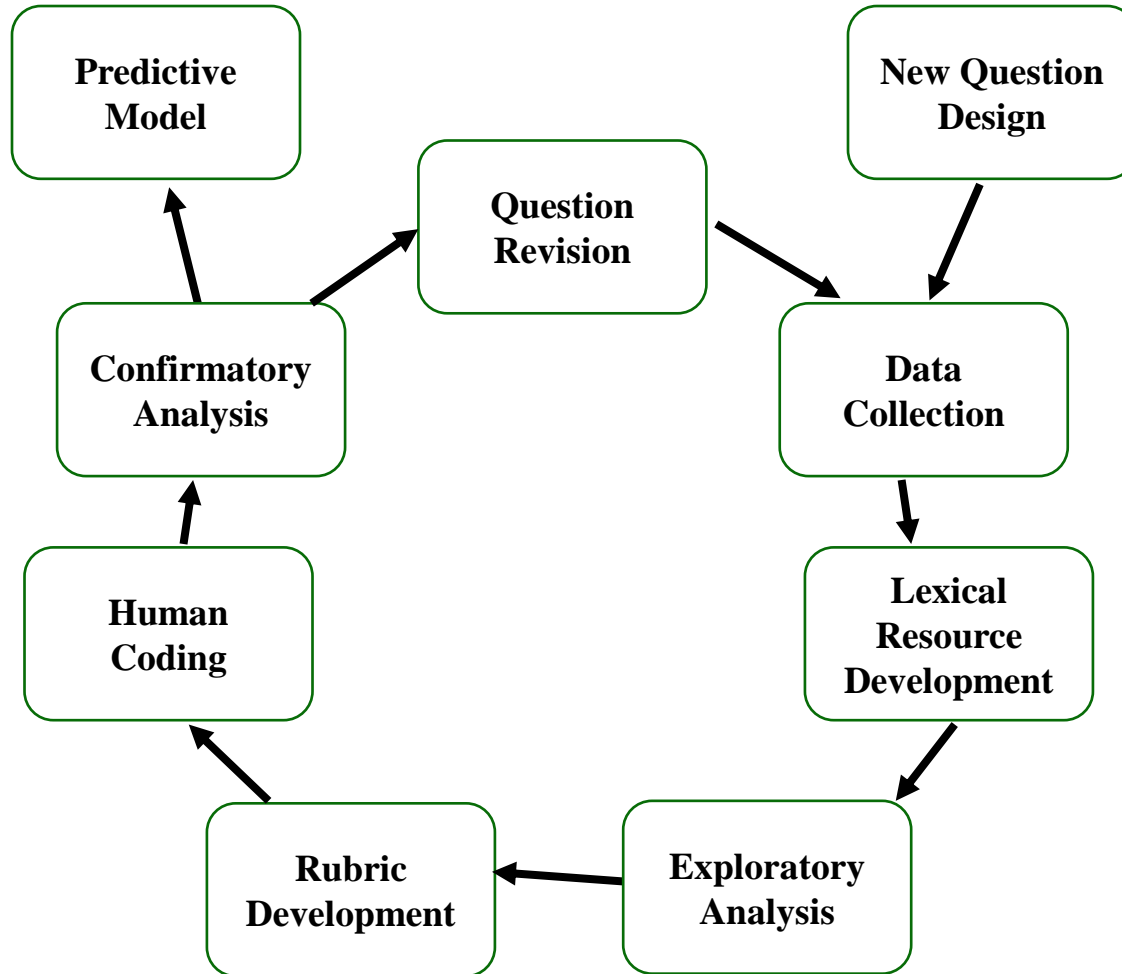 Predictive
Model
New Question
Design
Question
Revision
Confirmatory
Analysis
Data
Collection
Human
Coding
Lexical
Resource
Development
Rubric
Development
Exploratory
Analysis